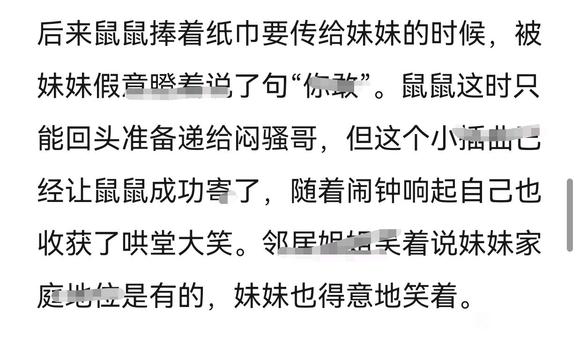 后来鼠鼠捧着纸巾要传给妹妹的时候，被
妹妹假意瞪着说了句“你敢”。鼠鼠这时只
能回头准备递给闷骚哥，但这个小插曲已
经让鼠鼠成功寄了，随着闹钟响起自己也
收获了哄堂大笑。邻居姐姐笑着说妹妹家
庭地位是有的，妹妹也得意地笑着。